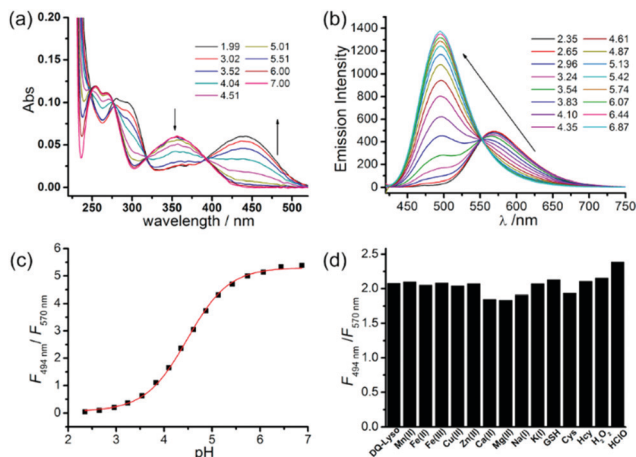 (a)
0.20
0.15
0.10
0.05
0.00
Abs
1.99 5.01
3.02 5.51
3.52 6.00
4.04 7.00
4.51
250 300 350 400 450 500
wavelength / nm
(b)
1400
1200
1000
800
600
400
200
0
Emission Intensity
2.35 4.61
2.65 4.87
2.96 5.13
3.24 5.42
3.54 5.74
3.83 6.07
4.10 6.44
4.35 6.87
450 500 550 600 650 700 750
λ /nm
(c)
6
5
4
3
2
1
0
F494 nm / F570 nm
2 3 4 5 6 7
pH
(d)
2.5
2.0
1.5
1.0
0.5
0.0
F494 nm /F570 nm
DQ-Lyso
Mn(II)
Fe(II)
Fe(III)
Cu(II)
Zn(II)
Ca(II)
Mg(II)
Na(I)
K(I)
GSH
Cys
Hcy
H2O2
HClO